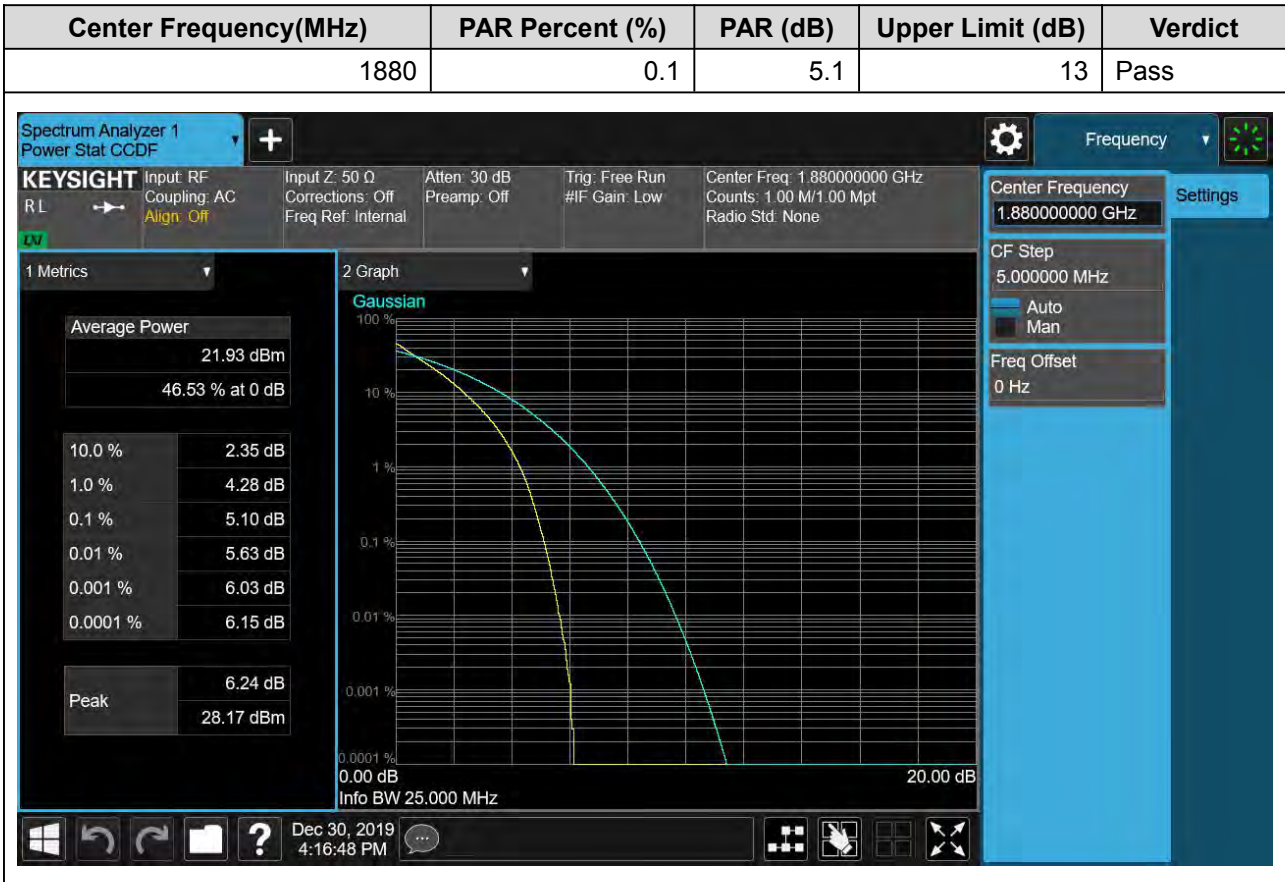 Center Frequency(MHz) PAR Percent (%) PAR (dB) Upper Limit (dB) Verdict
1880 0.1 5.1 13 Pass
Spectrum Analyzer 1
Power Stat CCDF
Frequency
KEYSIGHT
R L
LXI
Input: RF
Coupling: AC
Align: Off
Input Z: 50 Ω
Corrections: Off
Freq Ref: Internal
Atten: 30 dB
Preamp: Off
Trig: Free Run
#IF Gain: Low
Center Freq: 1.880000000 GHz
Counts: 1.00 M/1.00 Mpt
Radio Std: None
Center Frequency
1.880000000 GHz
Settings
CF Step
5.000000 MHz
Auto
Man
Freq Offset
0 Hz
1 Metrics
Average Power
21.93 dBm
46.53 % at 0 dB
10.0 % 2.35 dB
1.0 % 4.28 dB
0.1 % 5.10 dB
0.01 % 5.63 dB
0.001 % 6.03 dB
0.0001 % 6.15 dB
Peak
6.24 dB
28.17 dBm
2 Graph
Gaussian
100 %
10 %
1 %
0.1 %
0.01 %
0.001 %
0.0001 %
0.00 dB 20.00 dB
Info BW 25.000 MHz
?
Dec 30, 2019
4:16:48 PM